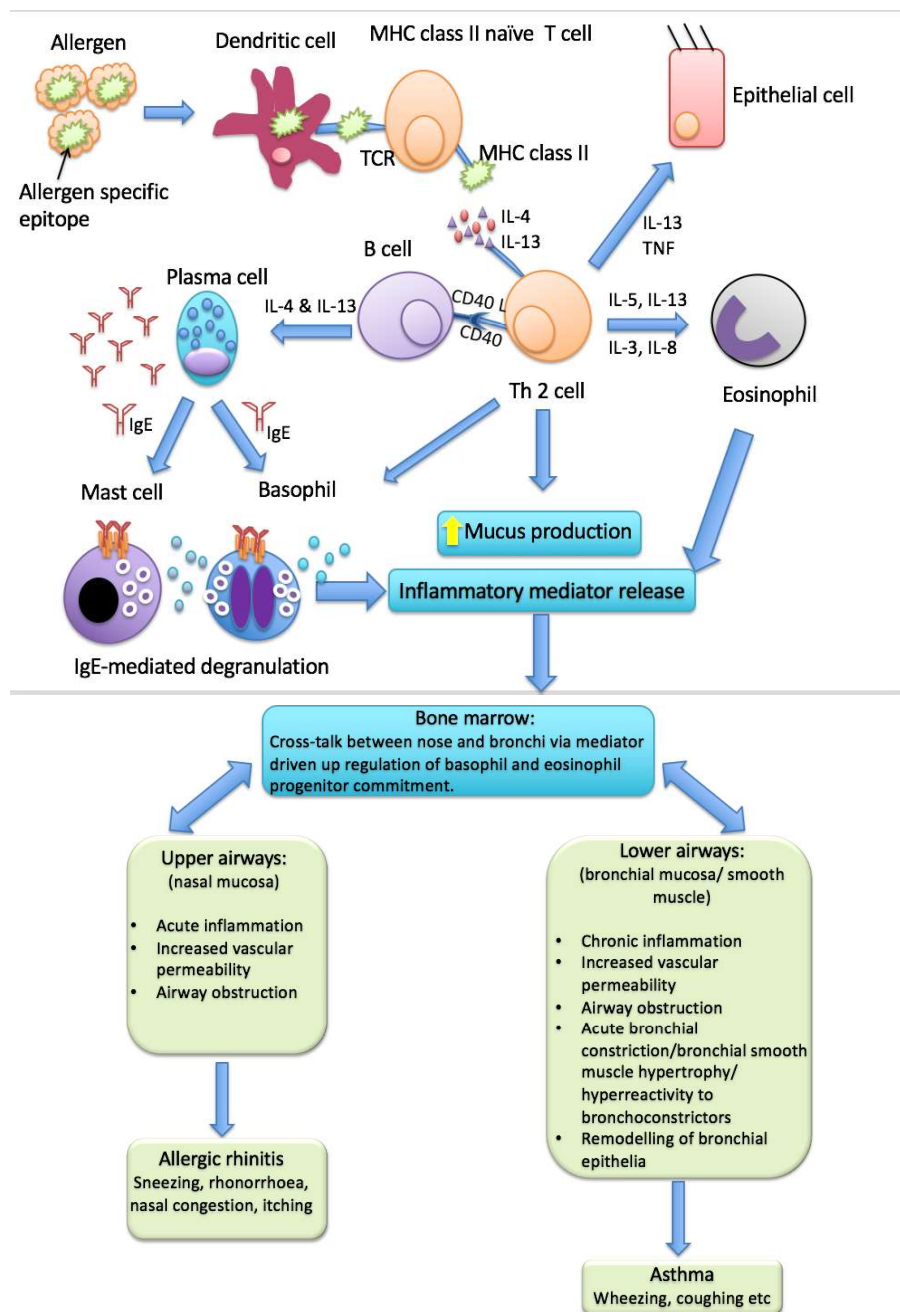 Allergen
Dendritic cell
MHC class II naïve T cell
Epithelial cell
TCR
MHC class II
Allergen specific
epitope
IL-4
IL-13
IL-13
TNF
B cell
Plasma cell
IL-4 & IL-13
CD40 L
CD40
IL-5, IL-13
IL-3, IL-8
Th 2 cell
Eosinophil
IgE
IgE
Mast cell
Basophil
Mucus production
Inflammatory mediator release
IgE-mediated degranulation
Bone marrow:
Cross-talk between nose and bronchi via mediator
driven up regulation of basophil and eosinophil
progenitor commitment.
Upper airways:
(nasal mucosa)
• Acute inflammation
• Increased vascular
permeability
• Airway obstruction
Lower airways:
(bronchial mucosa/ smooth
muscle)
• Chronic inflammation
• Increased vascular
permeability
• Airway obstruction
• Acute bronchial
constriction/bronchial smooth
muscle hypertrophy/
hyperreactivity to
bronchoconstrictors
• Remodelling of bronchial
epithelia
Allergic rhinitis
Sneezing, rhonorrhoea,
nasal congestion, itching
Asthma
Wheezing, coughing etc